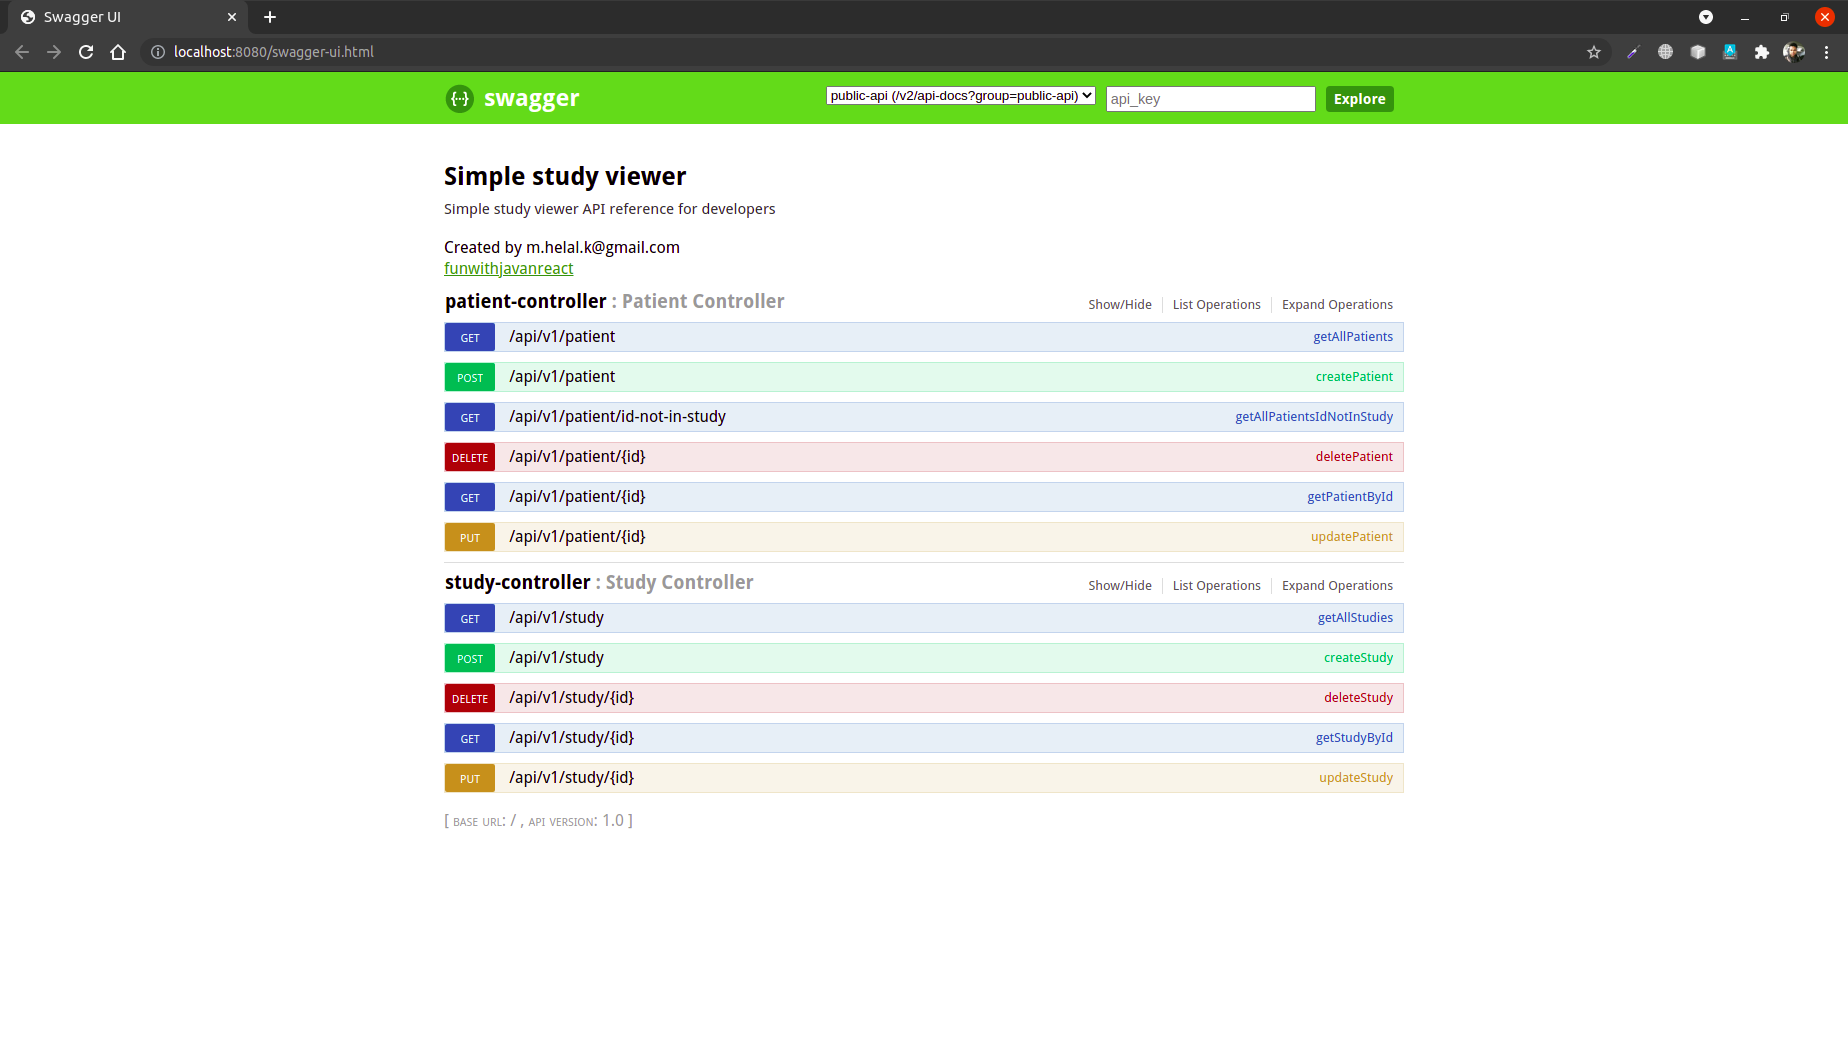 Swagger UI
localhost:8080/swagger-ui.html
swagger public-api (/v2/api-docs?group=public-api) api_key Explore
Simple study viewer
Simple study viewer API reference for developers
Created by m.helal.k@gmail.com
funwithjavanreact
patient-controller : Patient Controller Show/Hide List Operations Expand Operations
GET /api/v1/patient getAllPatients
POST /api/v1/patient createPatient
GET /api/v1/patient/id-not-in-study getAllPatientsIdNotInStudy
DELETE /api/v1/patient/{id} deletePatient
GET /api/v1/patient/{id} getPatientById
PUT /api/v1/patient/{id} updatePatient
study-controller : Study Controller Show/Hide List Operations Expand Operations
GET /api/v1/study getAllStudies
POST /api/v1/study createStudy
DELETE /api/v1/study/{id} deleteStudy
GET /api/v1/study/{id} getStudyById
PUT /api/v1/study/{id} updateStudy
[ BASE URL: / , API VERSION: 1.0 ]